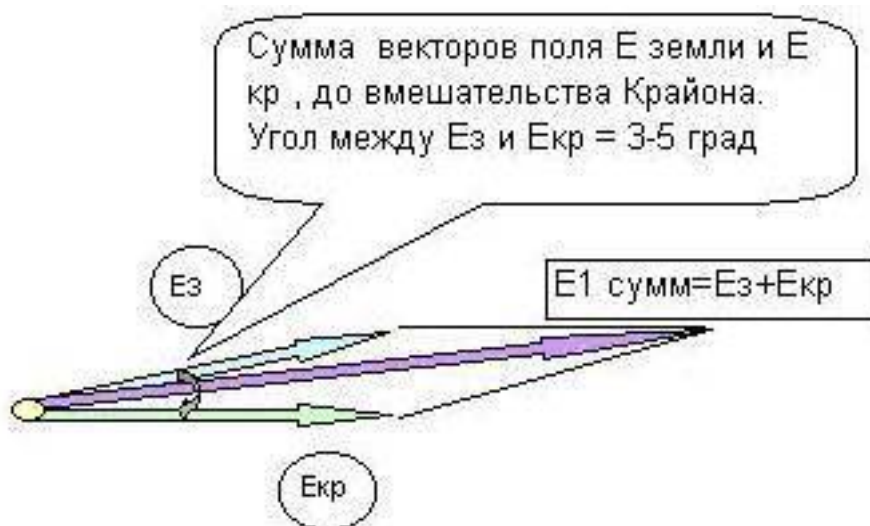 Сумма векторов поля Е земли и Е
кр , до вмешательства Крайона.
Угол между Ез и Екр = 3-5 град
Ез
Е1 сумм=Ез+Екр
Екр